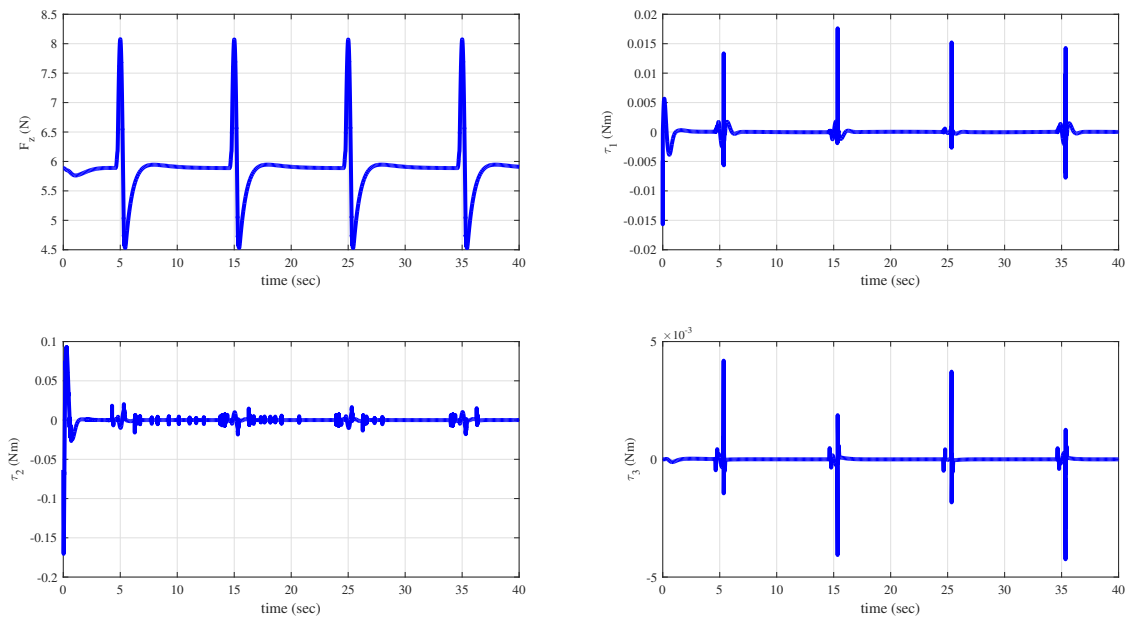 8.5
8
7.5
7
6.5
6
5.5
5
4.5
F_z (N)
0 5 10 15 20 25 30 35 40
time (sec)
0.02
0.015
0.01
0.005
0
-0.005
-0.01
-0.015
-0.02
τ_1 (Nm)
0 5 10 15 20 25 30 35 40
time (sec)
0.1
0.05
0
-0.05
-0.1
-0.15
-0.2
τ_2 (Nm)
0 5 10 15 20 25 30 35 40
time (sec)
×10^-3
5
0
-5
τ_3 (Nm)
0 5 10 15 20 25 30 35 40
time (sec)